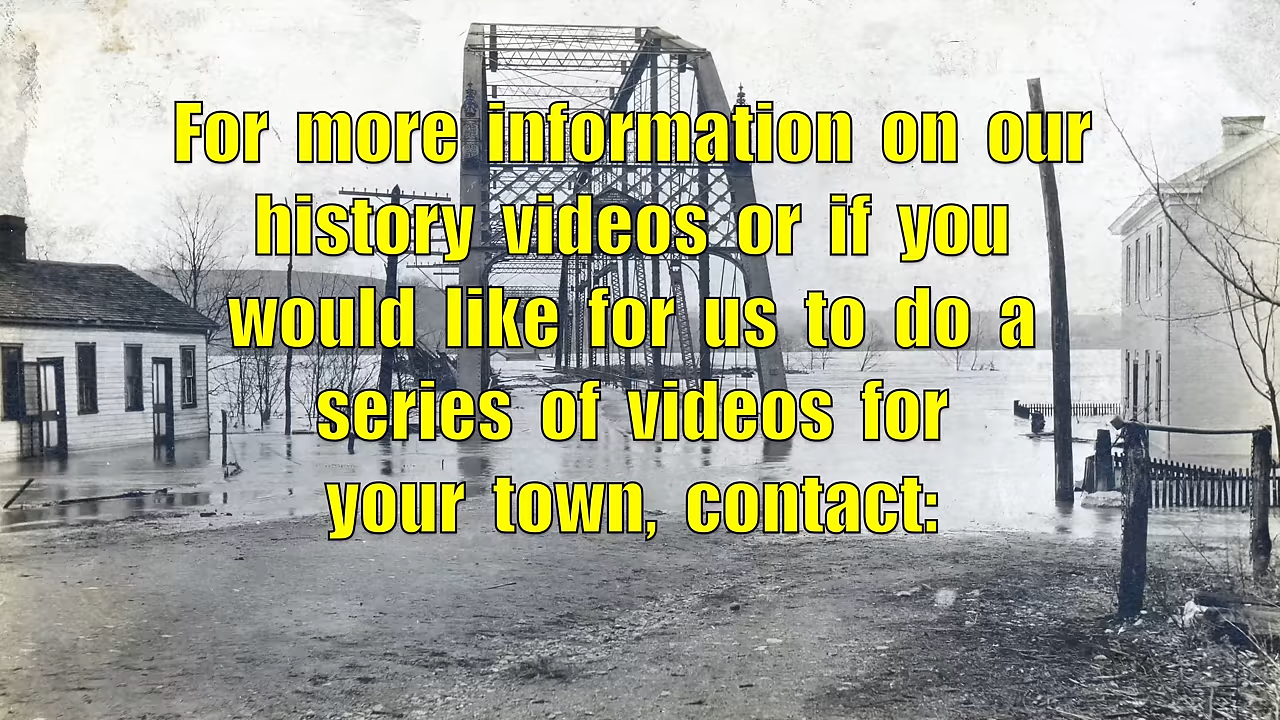 For more information on our
history videos or if you
would like for us to do a
series of videos for
your town, contact: